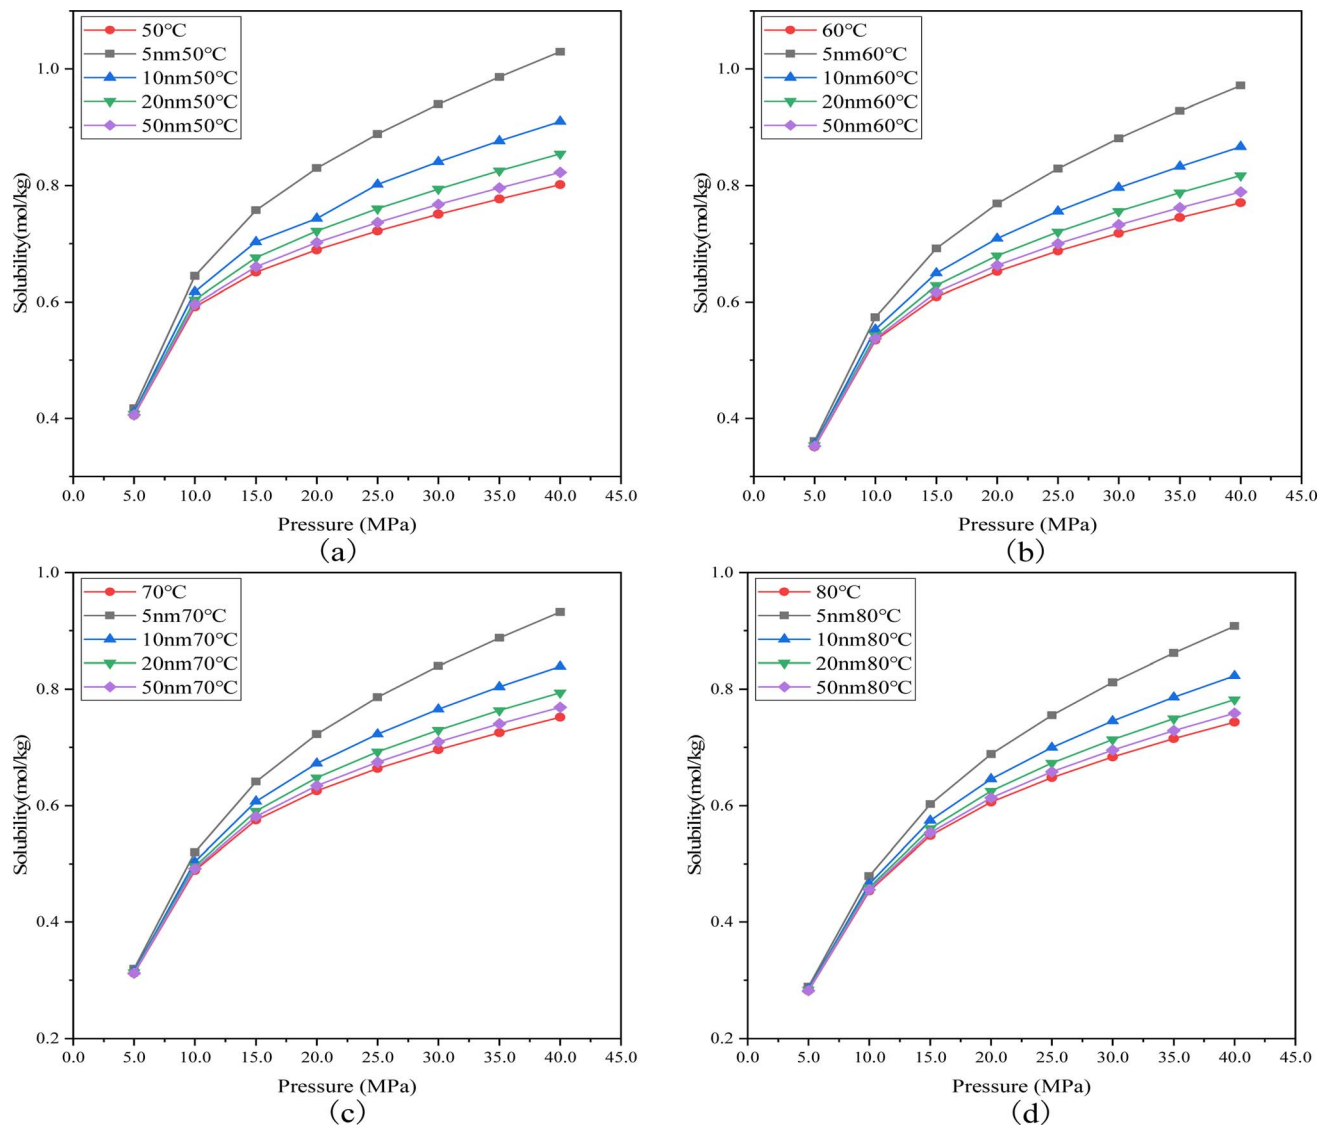 50℃
5nm50℃
10nm50℃
20nm50℃
50nm50℃
1.0
0.8
0.6
0.4
Solubility(mol/kg)
0.0 5.0 10.0 15.0 20.0 25.0 30.0 35.0 40.0 45.0
Pressure (MPa)
(a)
60℃
5nm60℃
10nm60℃
20nm60℃
50nm60℃
1.0
0.8
0.6
0.4
Solubility(mol/kg)
0.0 5.0 10.0 15.0 20.0 25.0 30.0 35.0 40.0 45.0
Pressure (MPa)
(b)
70℃
5nm70℃
10nm70℃
20nm70℃
50nm70℃
1.0
0.8
0.6
0.4
0.2
Solubility(mol/kg)
0.0 5.0 10.0 15.0 20.0 25.0 30.0 35.0 40.0 45.0
Pressure (MPa)
(c)
80℃
5nm80℃
10nm80℃
20nm80℃
50nm80℃
1.0
0.8
0.6
0.4
0.2
Solubility(mol/kg)
0.0 5.0 10.0 15.0 20.0 25.0 30.0 35.0 40.0 45.0
Pressure (MPa)
(d)